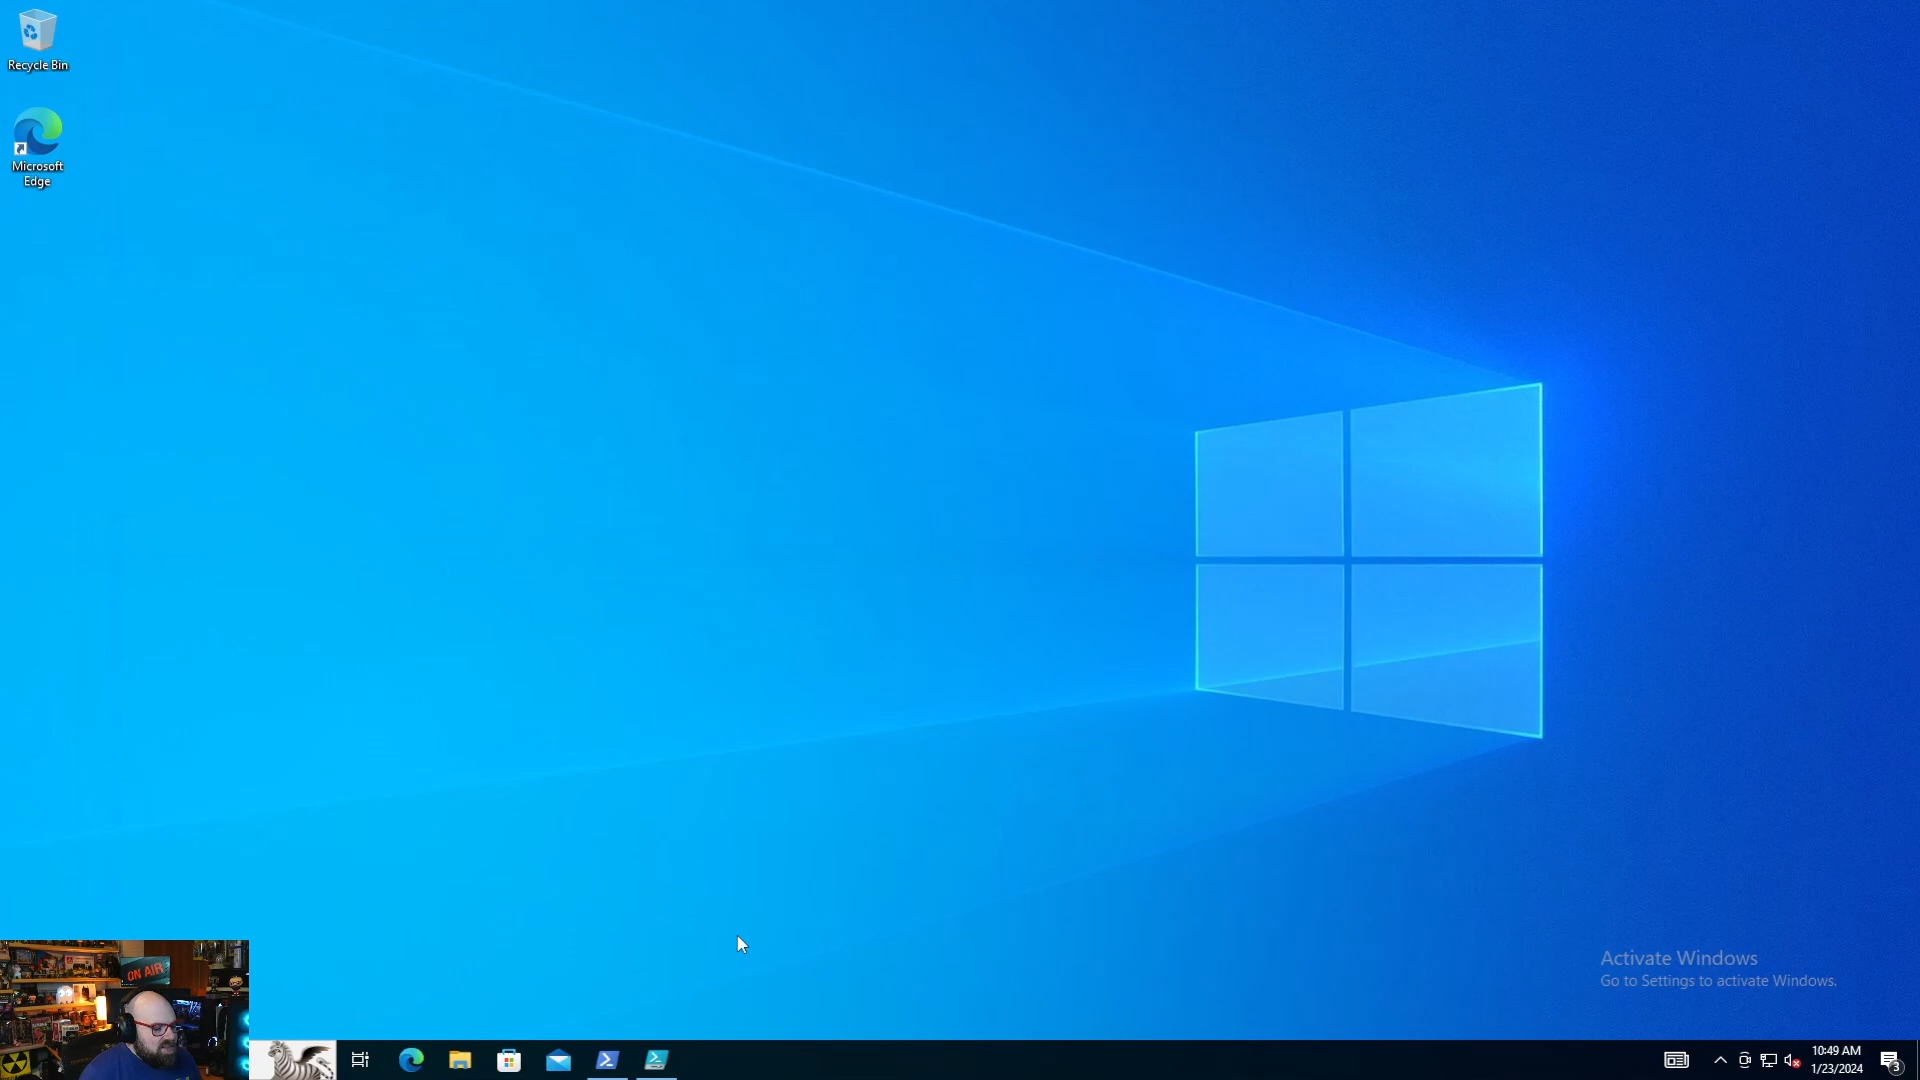 Recycle Bin
Microsoft
Edge
Activate Windows
Go to Settings to activate Windows.
ON AIR
10:49 AM
1/23/2024
3